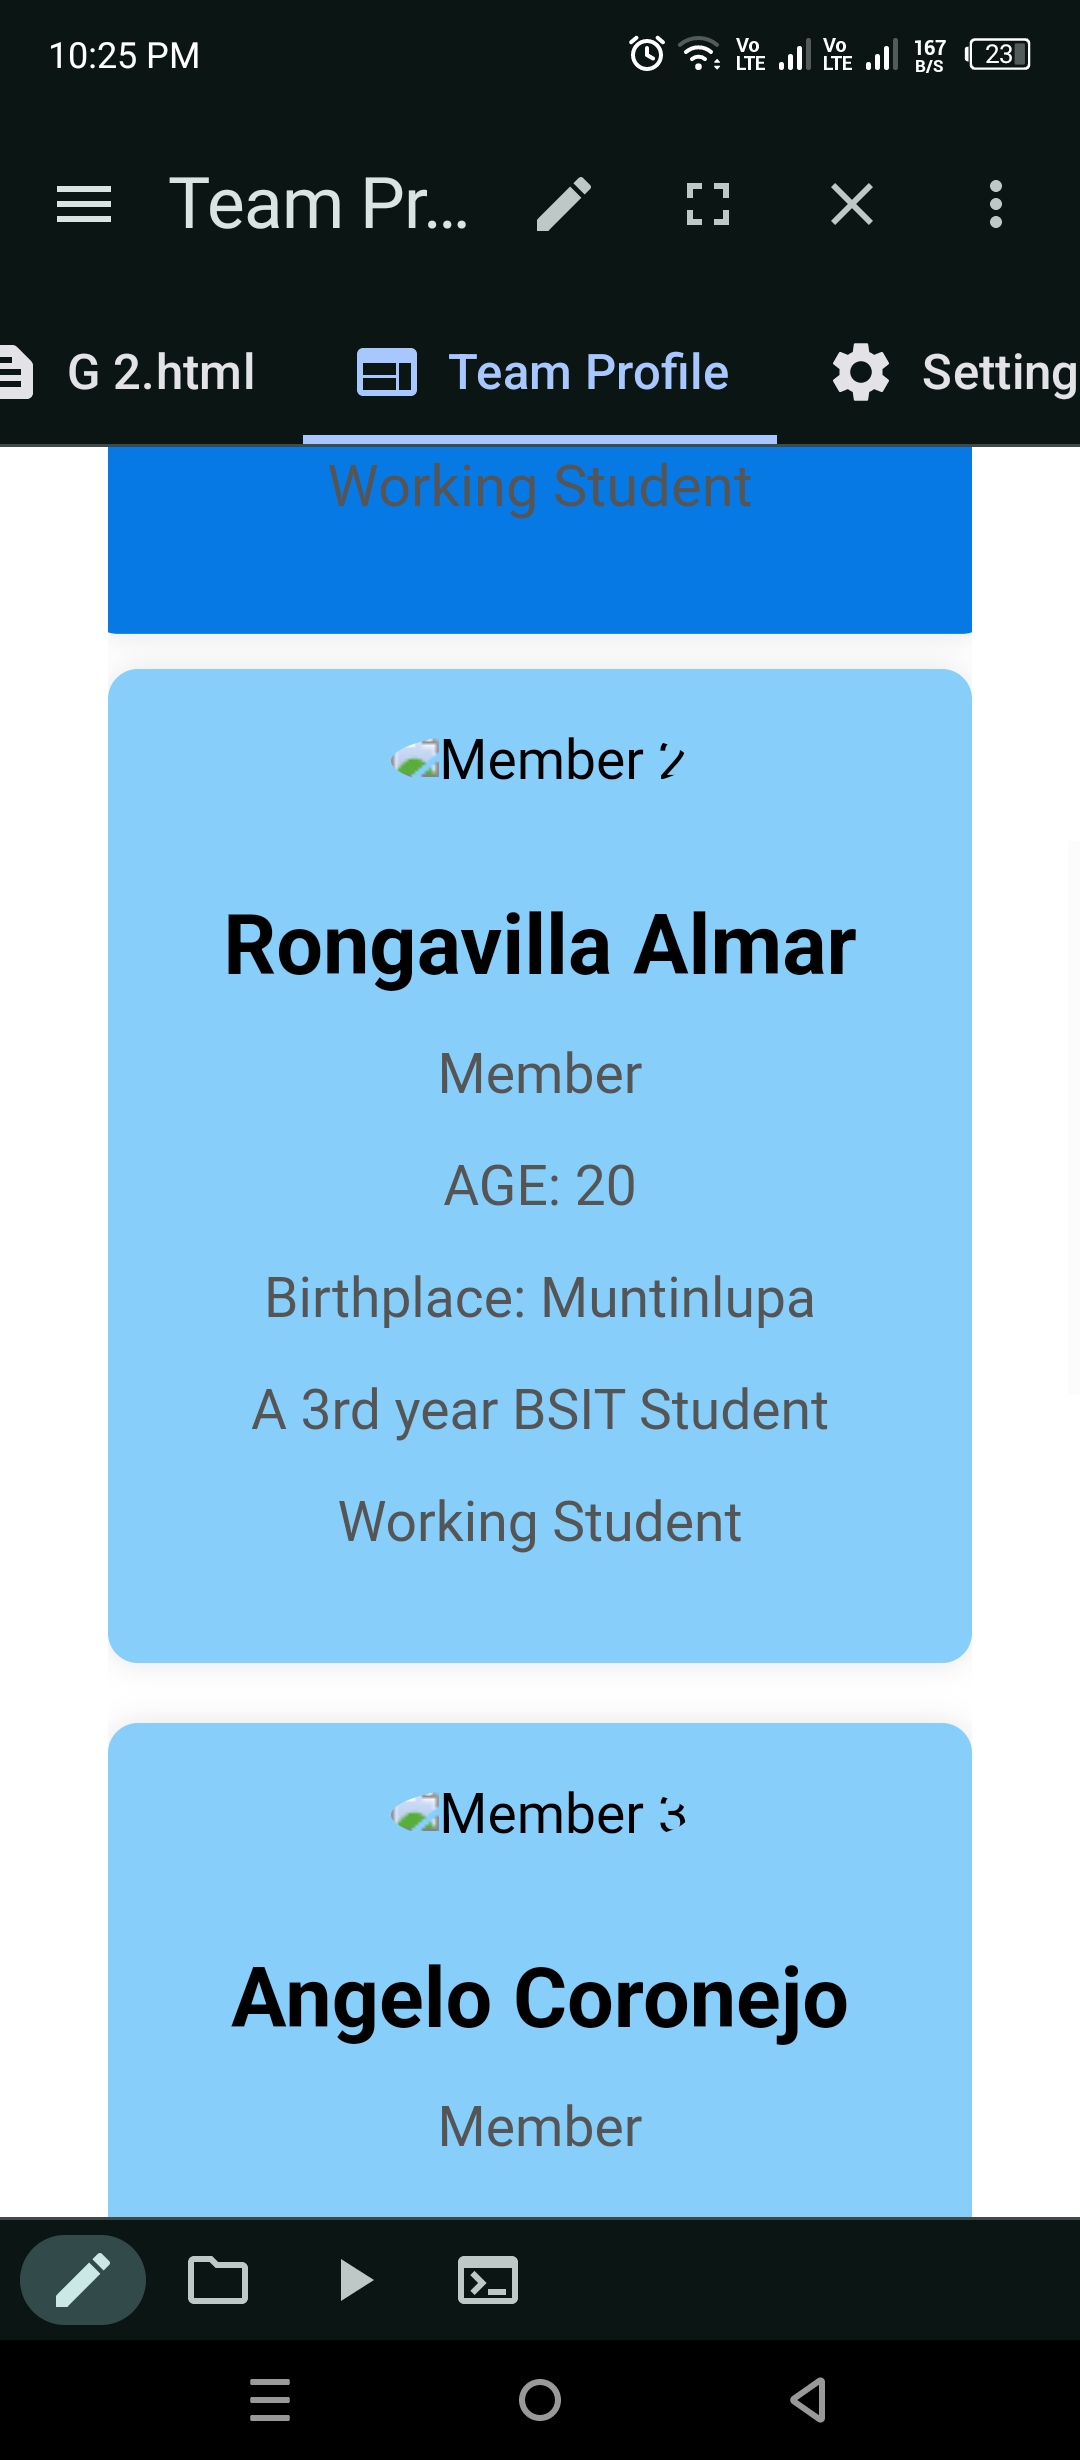 10:25 PM
Vo LTE Vo LTE 167 B/S 23
Team Pr...
G 2.html Team Profile Setting
Working Student
Member 2
Rongavilla Almar
Member
AGE: 20
Birthplace: Muntinlupa
A 3rd year BSIT Student
Working Student
Member 3
Angelo Coronejo
Member